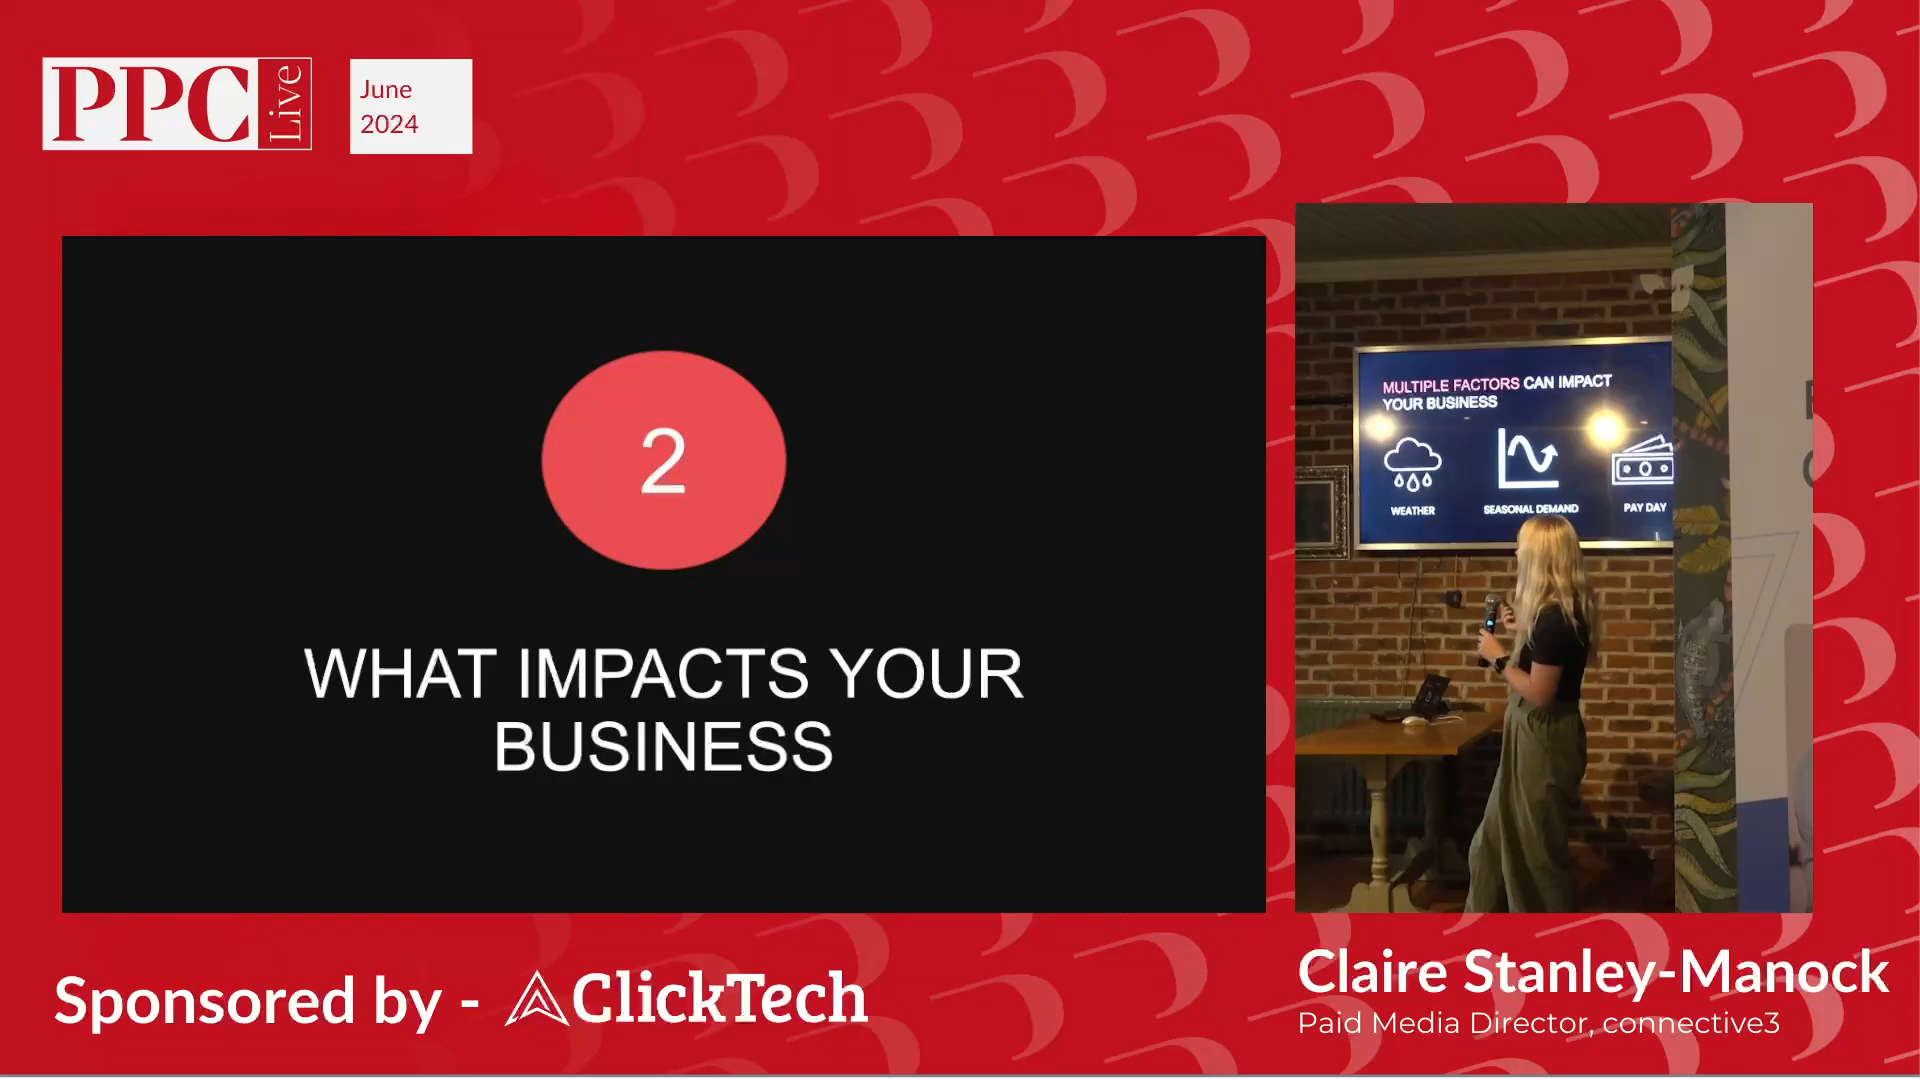 PPC Live
June
2024
2
WHAT IMPACTS YOUR
BUSINESS
MULTIPLE FACTORS CAN IMPACT
YOUR BUSINESS
WEATHER
SEASONAL DEMAND
PAY DAY
Sponsored by - ClickTech
Claire Stanley-Manock
Paid Media Director, connective3